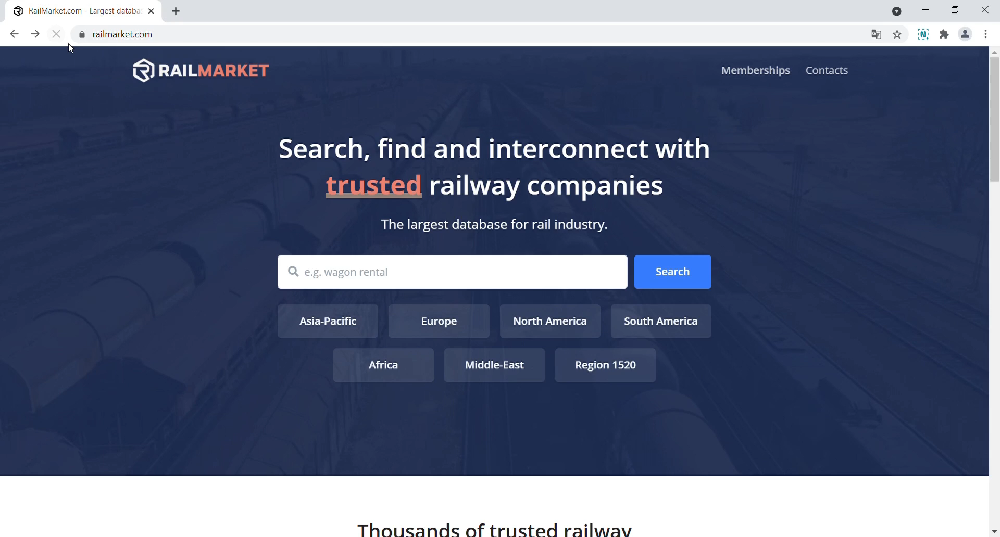 RailMarket.com - Largest databas
railmarket.com
RAILMARKET
Memberships Contacts
Search, find and interconnect with
trusted railway companies
The largest database for rail industry.
e.g. wagon rental Search
Asia-Pacific Europe North America South America
Africa Middle-East Region 1520
Thousands of trusted railway